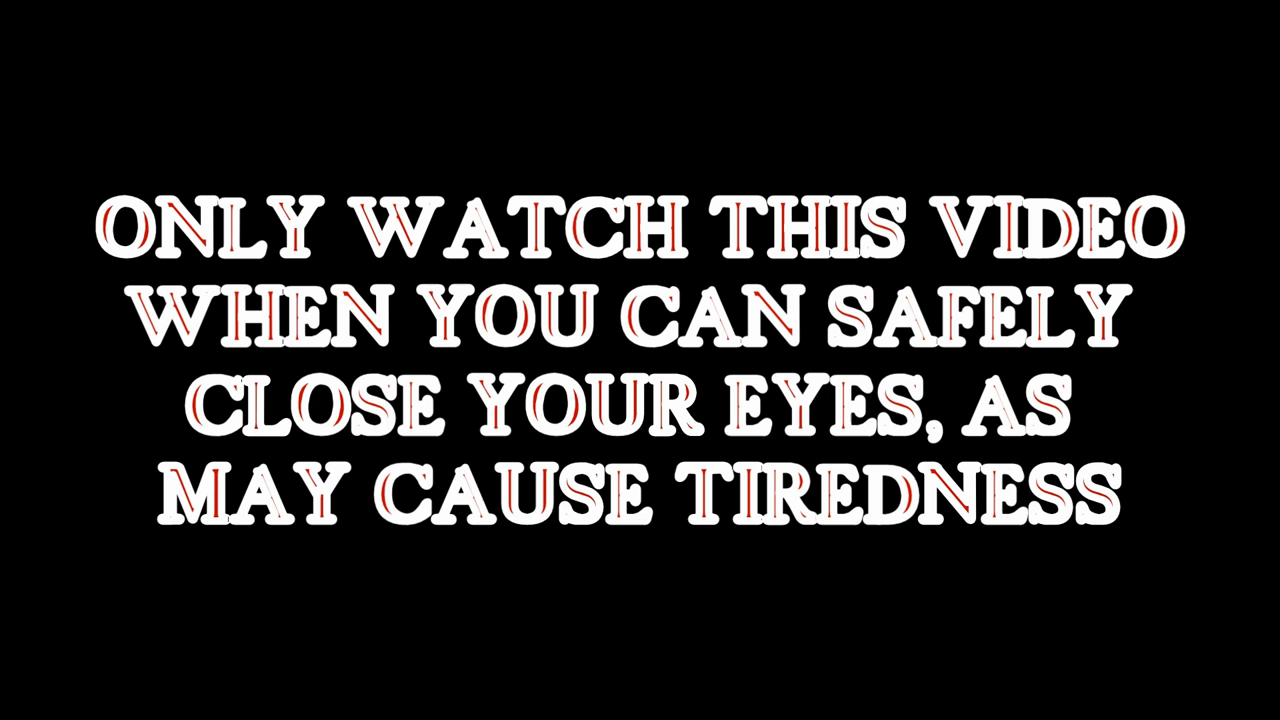 ONLY WATCH THIS VIDEO
WHEN YOU CAN SAFELY
CLOSE YOUR EYES, AS
MAY CAUSE TIREDNESS